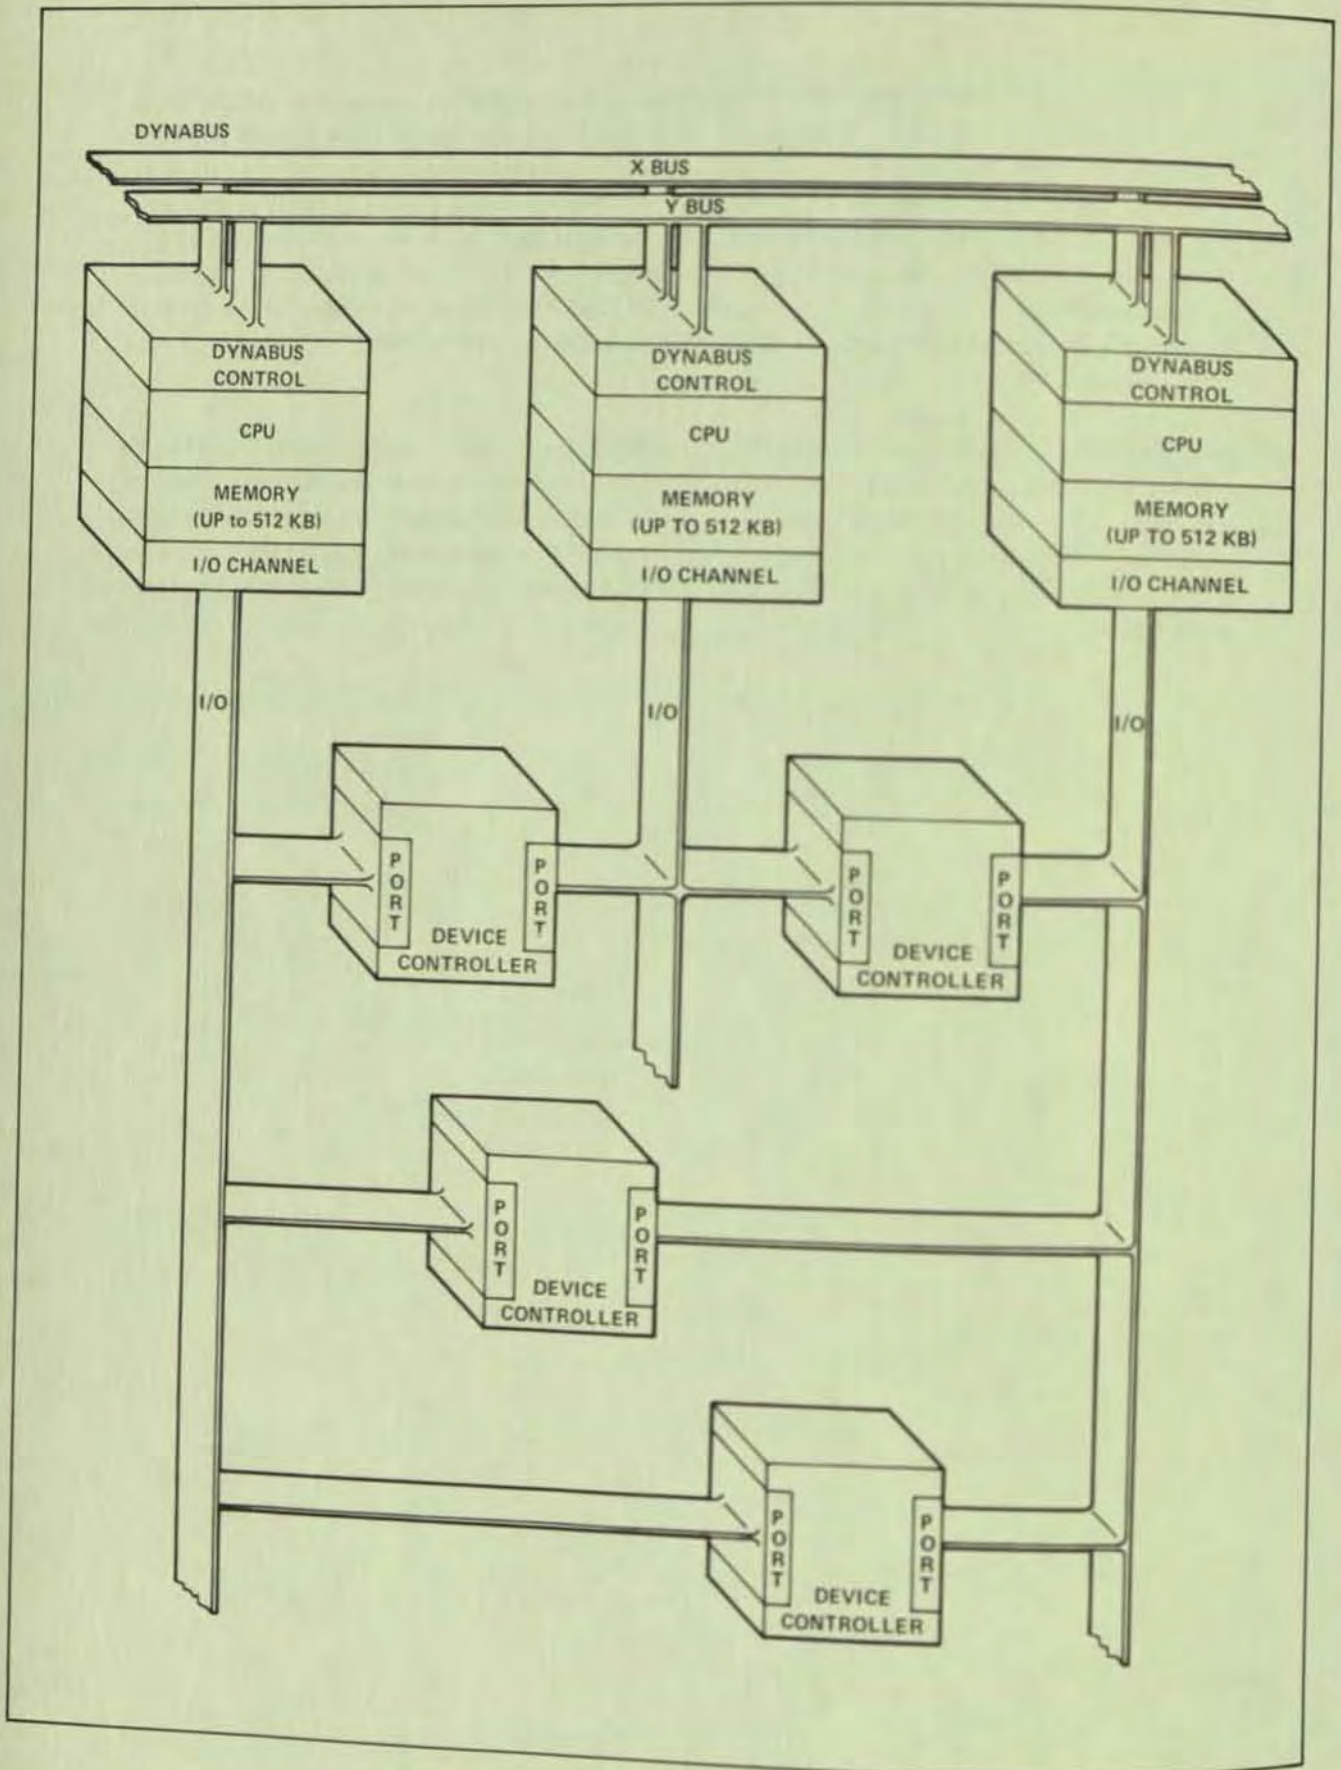 DYNABUS
X BUS
Y BUS
DYNABUS
CONTROL
CPU
MEMORY
(UP to 512 KB)
I/O CHANNEL
DYNABUS
CONTROL
CPU
MEMORY
(UP TO 512 KB)
I/O CHANNEL
DYNABUS
CONTROL
CPU
MEMORY
(UP TO 512 KB)
I/O CHANNEL
I/O
I/O
I/O
PORT
PORT
DEVICE
CONTROLLER
PORT
PORT
DEVICE
CONTROLLER
PORT
PORT
DEVICE
CONTROLLER
PORT
PORT
DEVICE
CONTROLLER